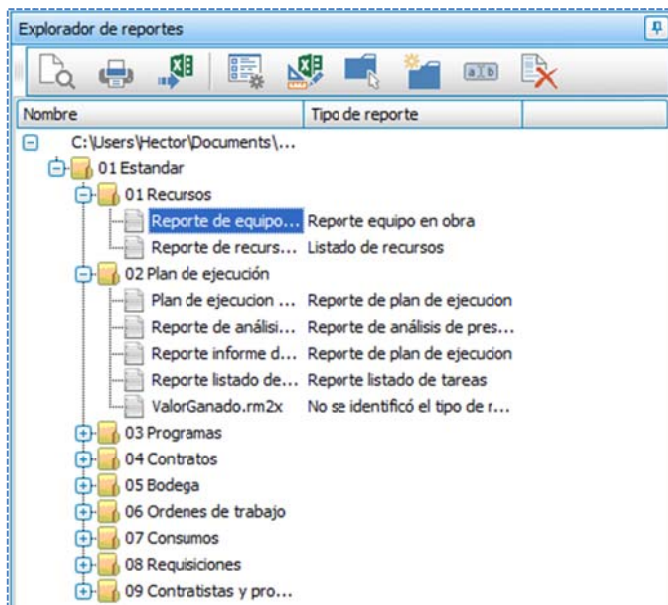 Explorador de reportes
a b
Nombre Tipo de reporte
C:\Users\Hector\Documents\...
01 Estandar
01 Recursos
Reporte de equipo... Reporte equipo en obra
Reporte de recurs... Listado de recursos
02 Plan de ejecución
Plan de ejecucion ... Reporte de plan de ejecucion
Reporte de análisi... Reporte de análisis de pres...
Reporte informe d... Reporte de plan de ejecucion
Reporte listado de... Reporte listado de tareas
ValorGanado.rm2x No se identificó el tipo de r...
03 Programas
04 Contratos
05 Bodega
06 Ordenes de trabajo
07 Consumos
08 Requisiciones
09 Contratistas y pro...